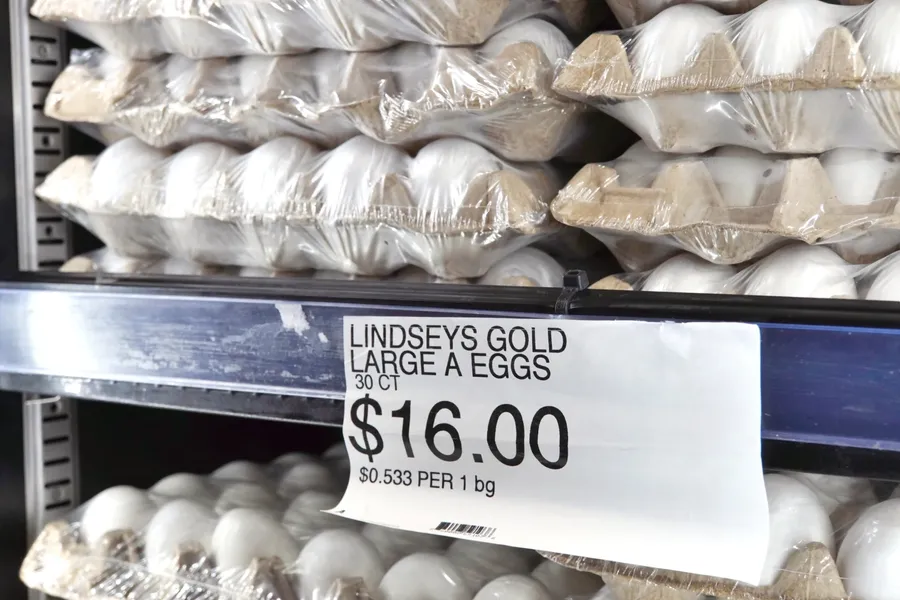 LINDSEYS GOLD
LARGE A EGGS
30 CT
$16.00
$0.533 PER 1 bg